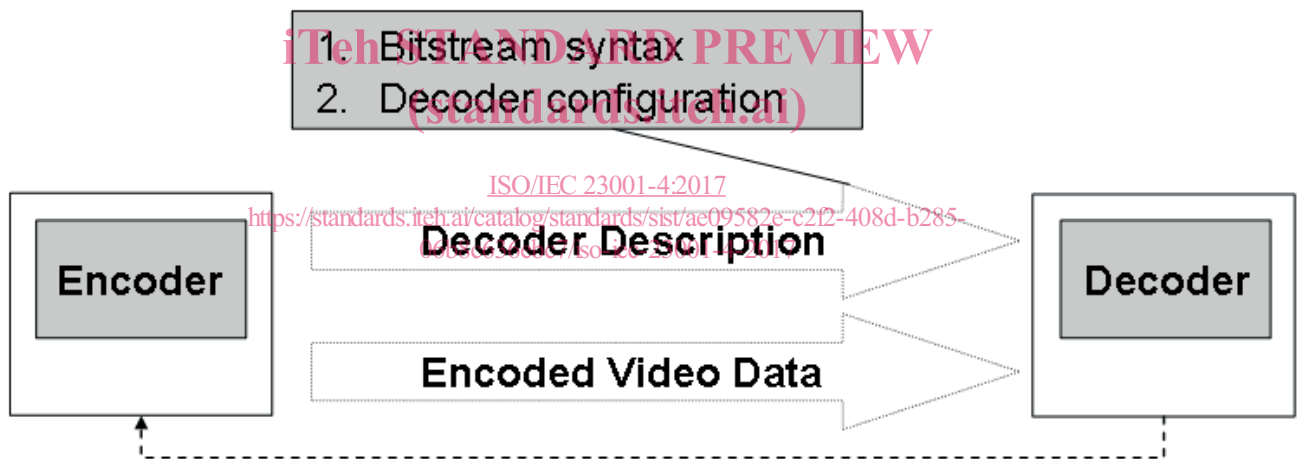 iTeh STANDARD PREVIEW
1. Bitstream syntax
2. Decoder configuration
(standards.iteh.ai)
ISO/IEC 23001-4:2017
https://standards.iteh.ai/catalog/standards/sist/ae09582e-c2f2-408d-b285-
Decoder Description
Encoder
Decoder
Encoded Video Data